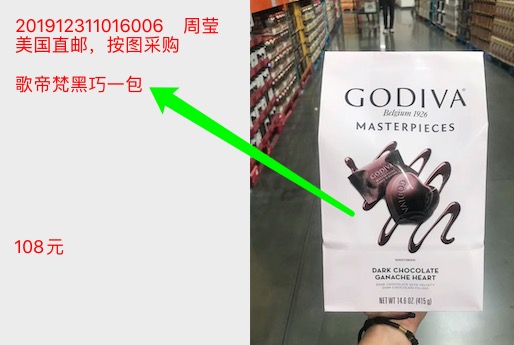 201912311016006 周莹
美国直邮，按图采购
歌帝梵黑巧一包
108元
GODIVA
Belgium 1926
MASTERPIECES
DARK CHOCOLATE
GANACHE HEART
NET WT 14.6 OZ (415g)